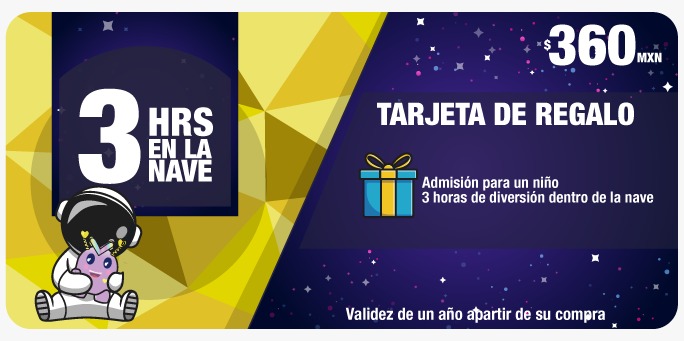 3 HRS
EN LA
NAVE
$360 MXN
TARJETA DE REGALO
Admisión para un niño
3 horas de diversión dentro de la nave
Validez de un año apartir de su compra